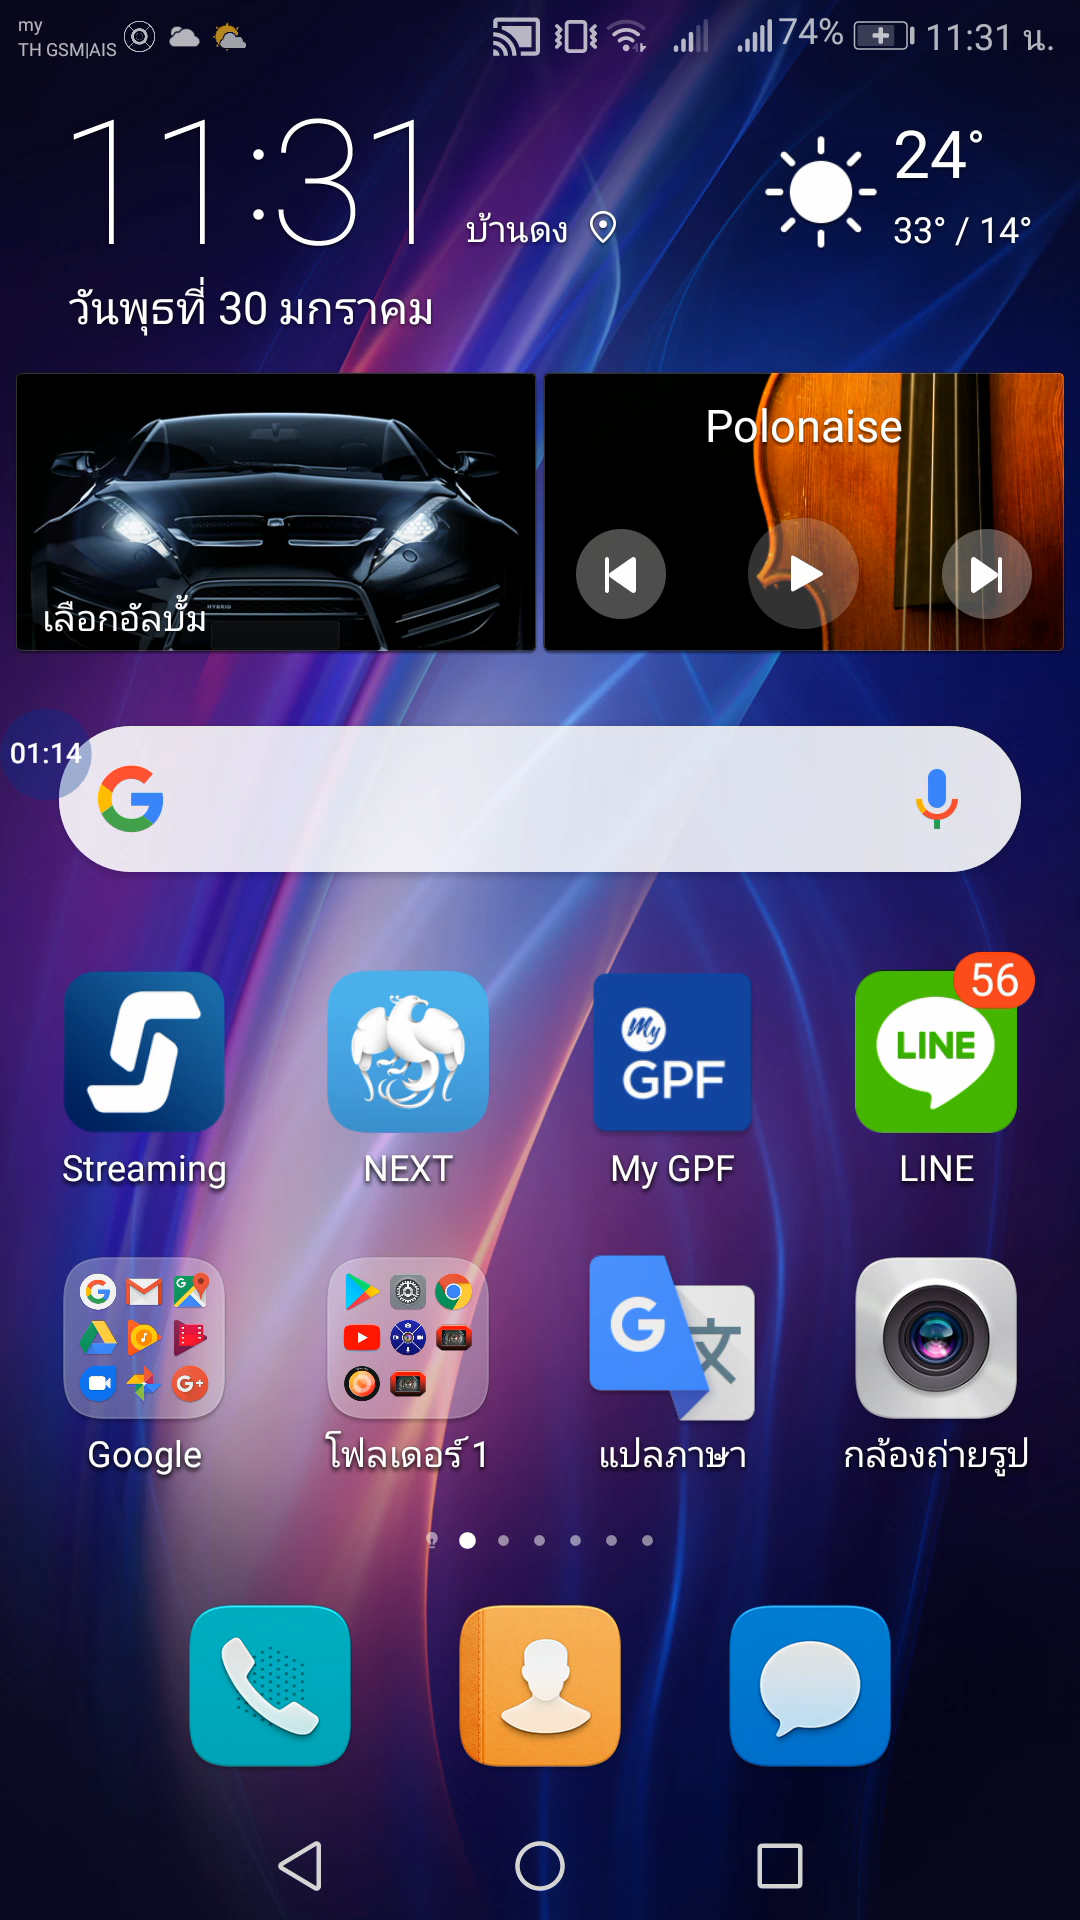 my
TH GSM|AIS
74%
11:31 น.
11:31
บ้านดง
24°
33° / 14°
วันพุธที่ 30 มกราคม
เลือกอัลบั้ม
HYBRID
Polonaise
01:14
56
My
GPF
LINE
Streaming
NEXT
My GPF
LINE
Google
โฟลเดอร์ 1
แปลภาษา
กล้องถ่ายรูป